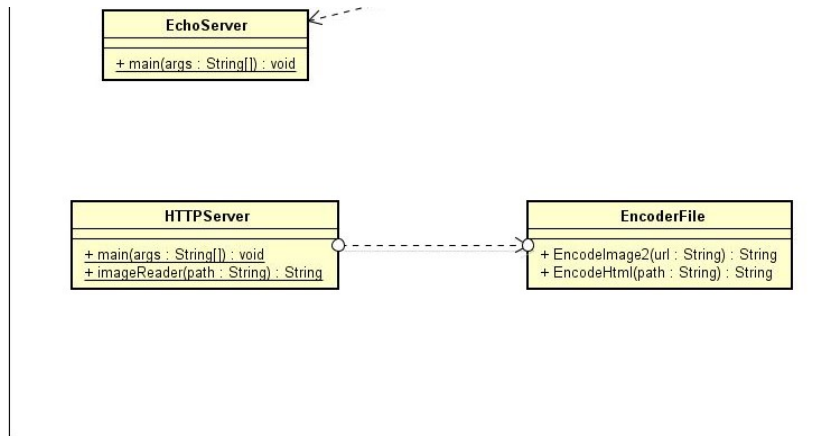 EchoServer
+ main(args : String[]) : void
HTTPServer
+ main(args : String[]) : void
+ imageReader(path : String) : String
EncoderFile
+ EncodeImage2(url : String) : String
+ EncodeHtml(path : String) : String